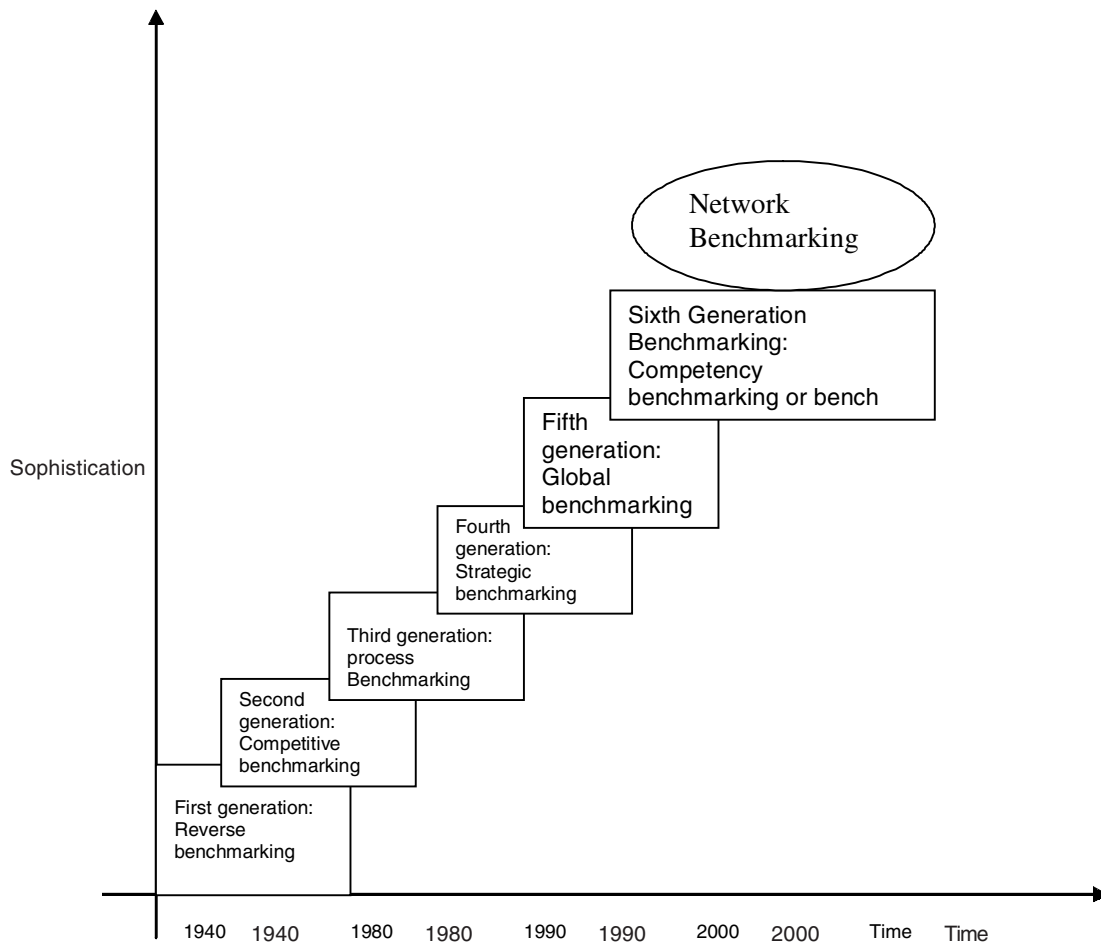 Network
Benchmarking
Sixth Generation
Benchmarking:
Competency
benchmarking or bench
Fifth
generation:
Global
benchmarking
Sophistication
Fourth
generation:
Strategic
benchmarking
Third generation:
process
Benchmarking
Second
generation:
Competitive
benchmarking
First generation:
Reverse
benchmarking
1940 1940 1980 1980 1990 1990 2000 2000 Time Time